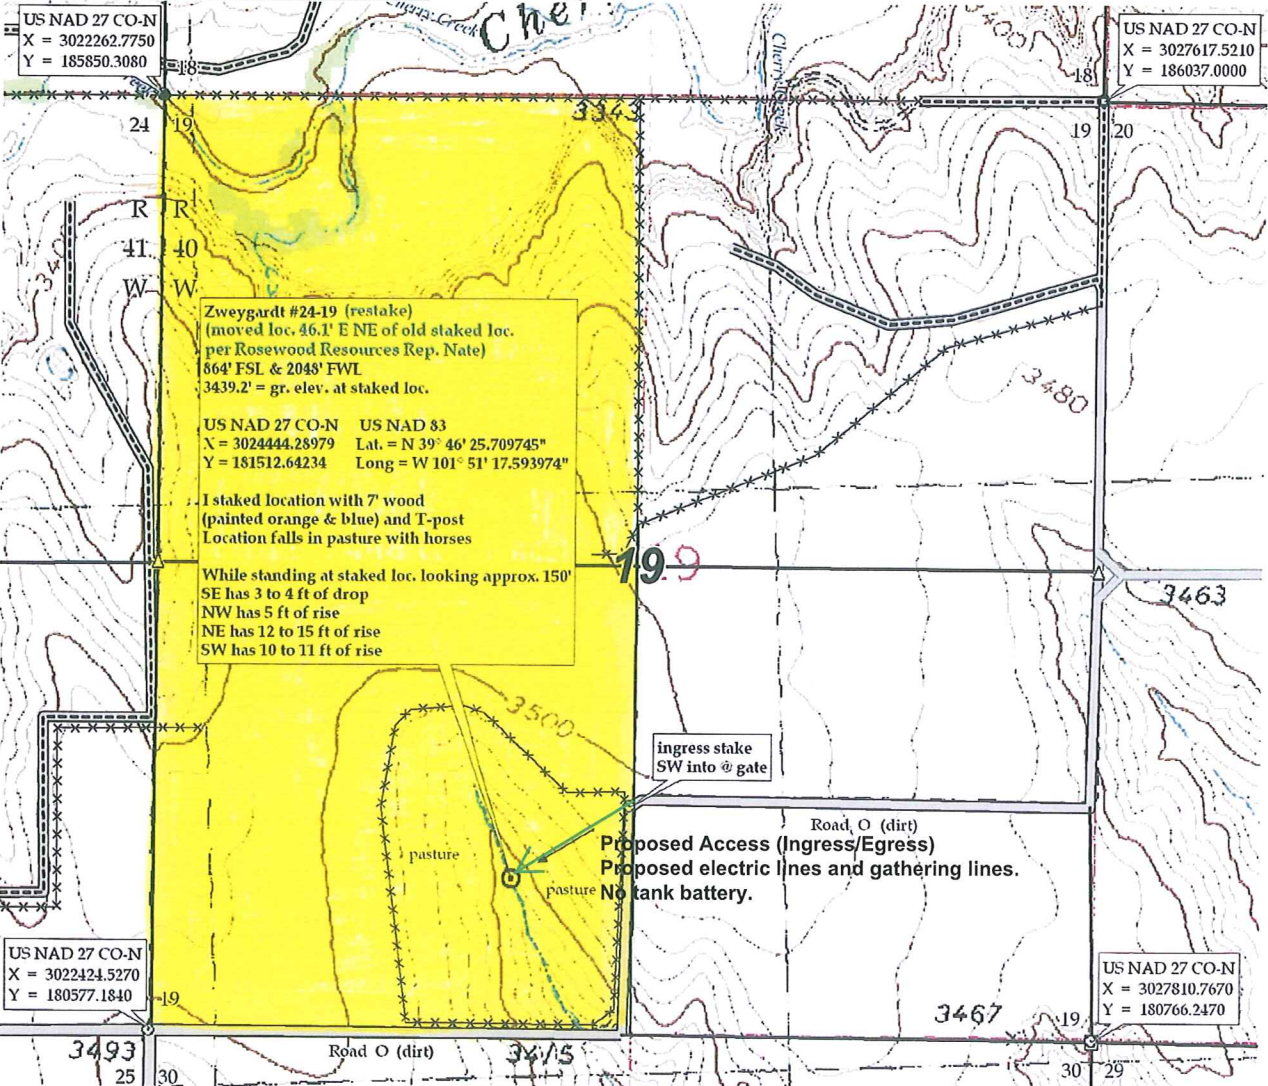 US NAD 27 CO-N
X = 3022262.7750
Y = 185850.3080
Cherry Creek
Che
US NAD 27 CO-N
X = 3027617.5210
Y = 186037.0000
18
18
24 19
3343
Cherry Creek
19 20
R R
41 40
W W
Zweygardt #24-19 (restake)
(moved loc. 46.1' E NE of old staked loc.
per Rosewood Resources Rep. Nate)
864' FSL & 2048' FWL
3439.2' = gr. elev. at staked loc.
US NAD 27 CO-N US NAD 83
X = 3024444.28979 Lat. = N 39° 46' 25.709745"
Y = 181512.64234 Long = W 101° 51' 17.593974"
I staked location with 7' wood
(painted orange & blue) and T-post
Location falls in pasture with horses
While standing at staked loc. looking approx. 150'
SE has 3 to 4 ft of drop
NW has 5 ft of rise
NE has 12 to 15 ft of rise
SW has 10 to 11 ft of rise
3480
19
9
3463
3500
ingress stake
SW into @ gate
Road O (dirt)
Proposed Access (Ingress/Egress)
Proposed electric lines and gathering lines.
No tank battery.
pasture
pasture
US NAD 27 CO-N
X = 3022424.5270
Y = 180577.1840
19
US NAD 27 CO-N
X = 3027810.7670
Y = 180766.2470
3467
19
3493
Road O (dirt)
34
5
25 30
30 29